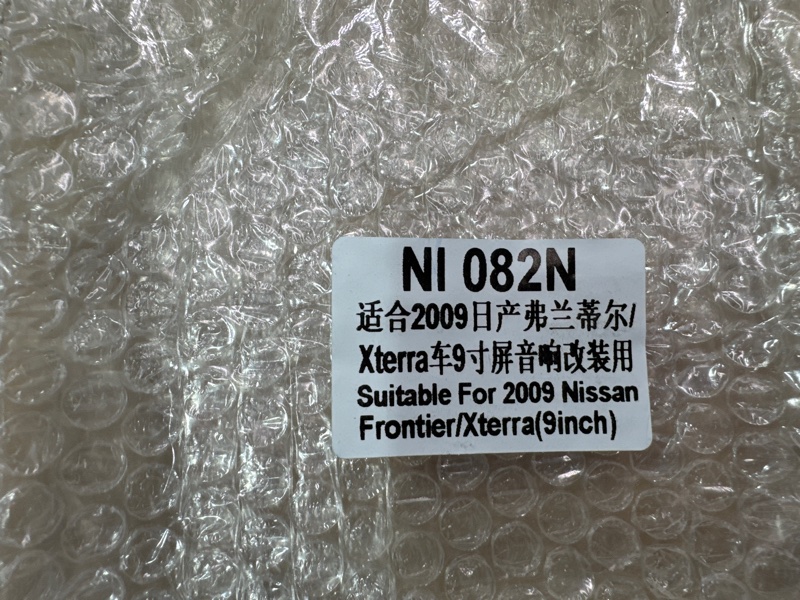 NI 082N
适合2009日产弗兰蒂尔/
Xterra车9寸屏音响改装用
Suitable For 2009 Nissan
Frontier/Xterra(9inch)